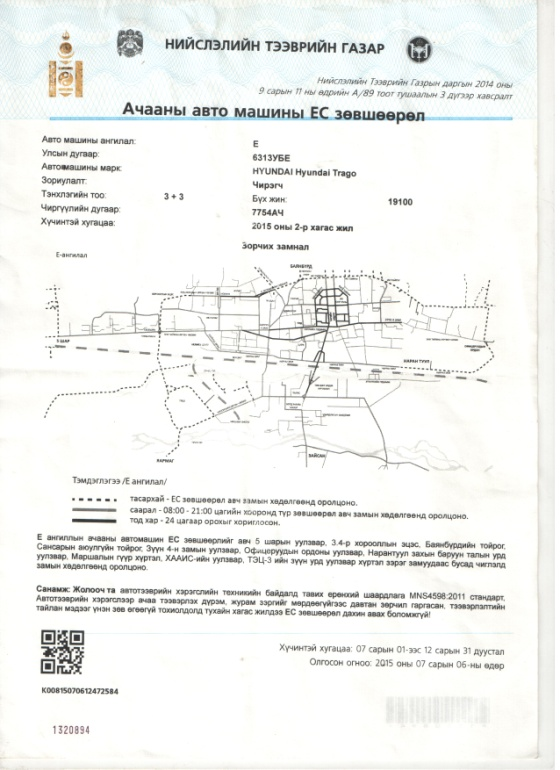 НИЙСЛЭЛИЙН ТЭЭВРИЙН ГАЗАР
Нийслэлийн Тээврийн Газрын даргын 2014 оны
9 сарын 11 ны өдрийн А/89 тоот тушаалын 3 дугаар хавсралт
Ачааны авто машины ЕС зөвшөөрөл
Авто машины ангилал: Е
Улсын дугаар: 6313УБЕ
Автомашины марк: HYUNDAI Hyundai Trago
Зориулалт: Чирэгч
Тэнхлэгийн тоо: 3 + 3 Бүх жин: 19100
Чиргүүлийн дугаар: 7754АЧ
Хүчинтэй хугацаа: 2015 оны 2-р хагас жил
Зорчих замнал
Е-ангилал
Тэмдэглэгээ /Е ангилал/
тасархай - ЕС зөвшөөрөл авч замын хөдөлгөөнд оролцоно.
саарал - 08:00 - 21:00 цагийн хооронд түр зөвшөөрөл авч замын хөдөлгөөнд оролцоно.
тод хар - 24 цагаар орохыг хориглосон.
Е ангиллын ачааны автомашин ЕС зөвшөөрлийг авч 5 шарын уулзвар, 3.4-р хорооллын эцэс, Баянбүрдийн тойрог,
Сансарын аюулгүйн тойрог, Зүүн 4-н замын уулзвар, Офицеруудын ордоны уулзвар, Нарантуул захын баруун талын урд
уулзвар, Маршалын гүүр хүртэл, ХААИС-ийн уулзвар, ТЭЦ-3 ийн зүүн урд уулзвар хүртэл зэрэг замуудаас бусад чиглэлд
замын хөдөлгөөнд оролцоно.
Санамж: Жолооч та автотээврийн хэрэгслийн техникийн байдалд тавих ерөнхий шаардлага MNS4598:2011 стандарт,
Автотээврийн хэрэгслээр ачаа тээвэрлэх дүрэм, журам зэргийг мөрдөөгүйгээс давтан зөрчил гаргасан, тээвэрлэлтийн
тайлан мэдээг үнэн зөв өгөөгүй тохиолдолд тухайн хагас жилдээ ЕС зөвшөөрөл дахин авах боломжгүй!
Хүчинтэй хугацаа: 07 сарын 01-ээс 12 сарын 31 дуустал
Олгосон огноо: 2015 оны 07 сарын 06-ны өдөр
K00815070612472584
1320894